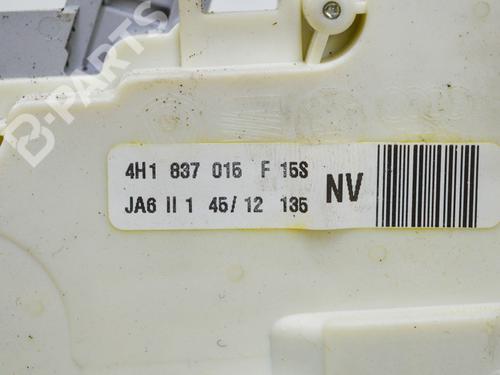 B-PARTS
4H1 837 015 F 15S
JA6 II 1 45/12 135
NV